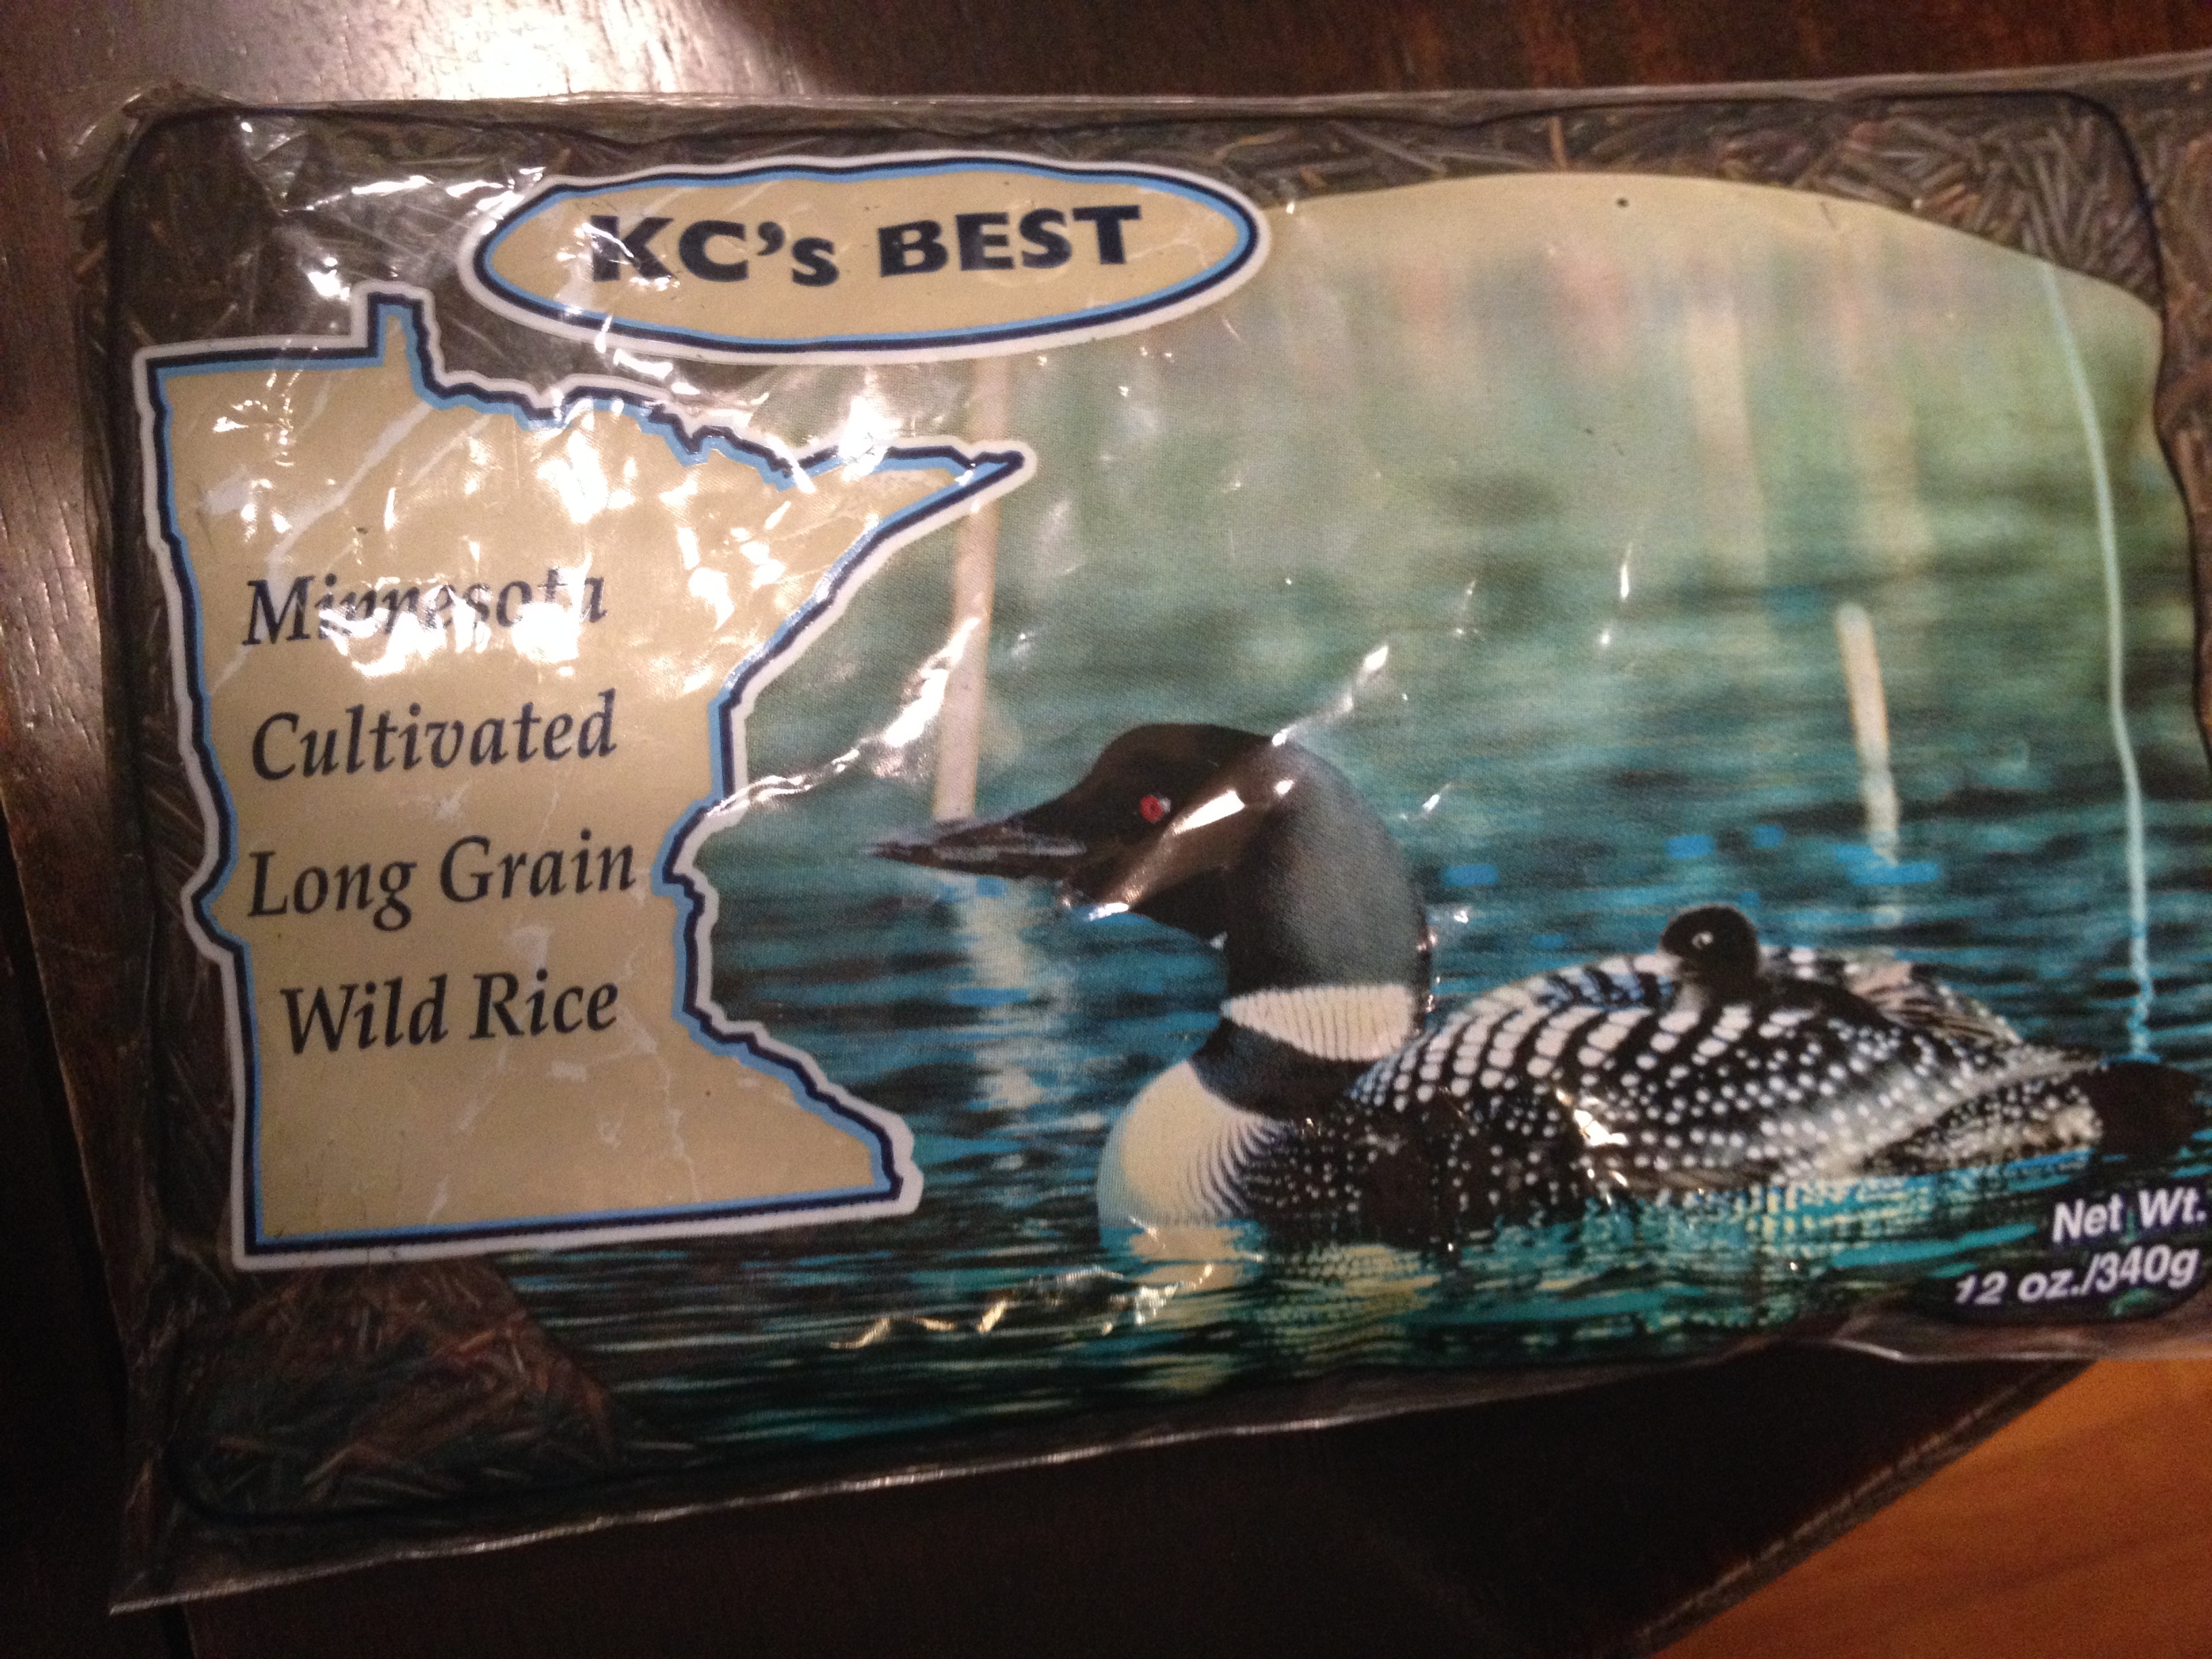 KC's BEST
Minnesota
Cultivated
Long Grain
Wild Rice
Net Wt.
12 oz./340g